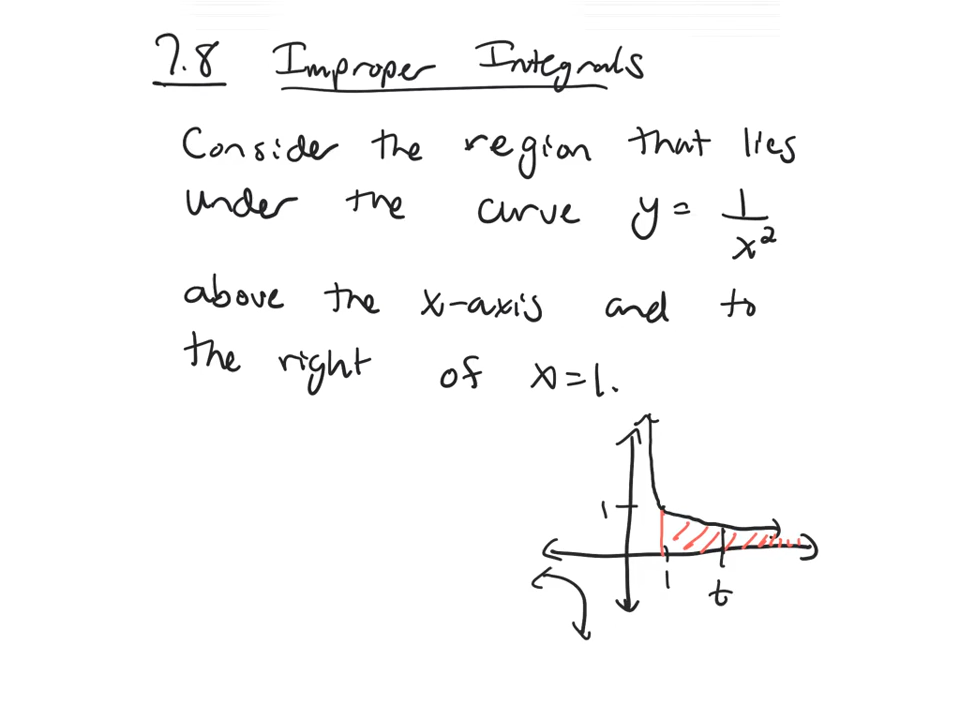 7.8 Improper Integrals
Consider the region that lies
under the curve y = 1/x²
above the x-axis and to
the right of x=1.
1
1
t